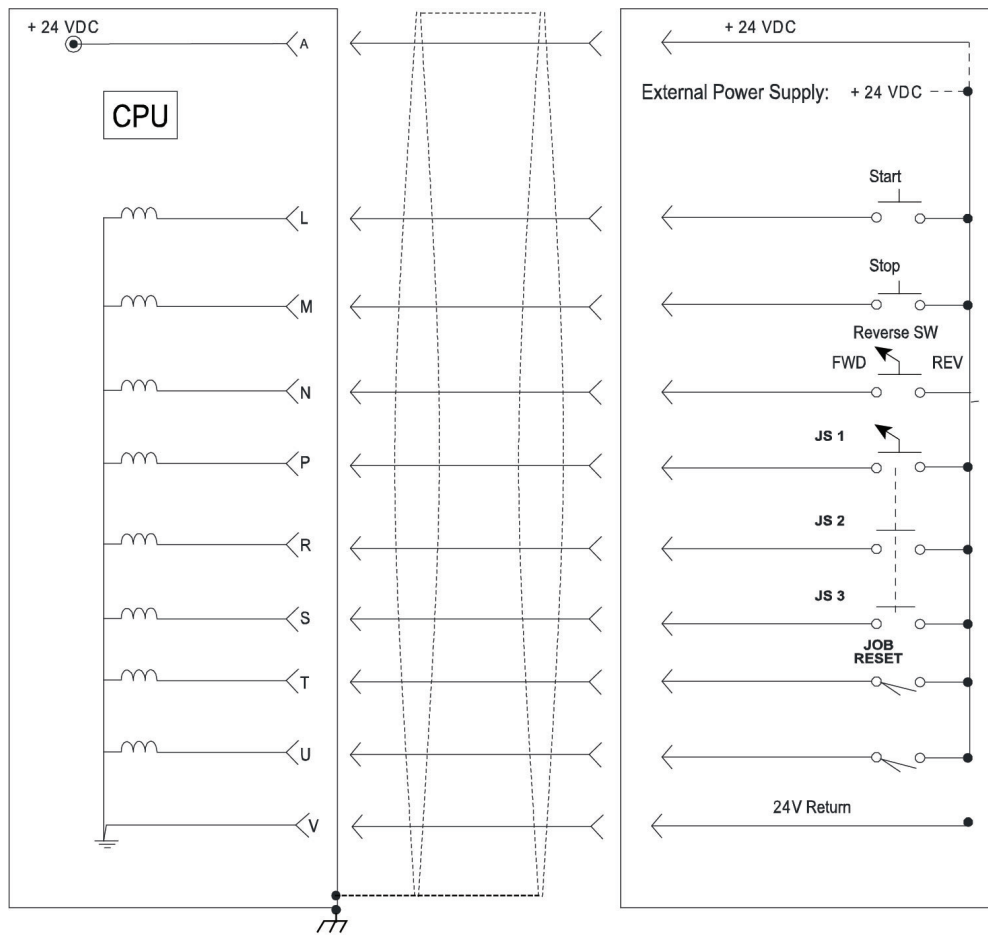 + 24 VDC
A
CPU
L
M
N
P
R
S
T
U
V
+ 24 VDC
External Power Supply: + 24 VDC
Start
Stop
Reverse SW
FWD REV
JS 1
JS 2
JS 3
JOB
RESET
24V Return